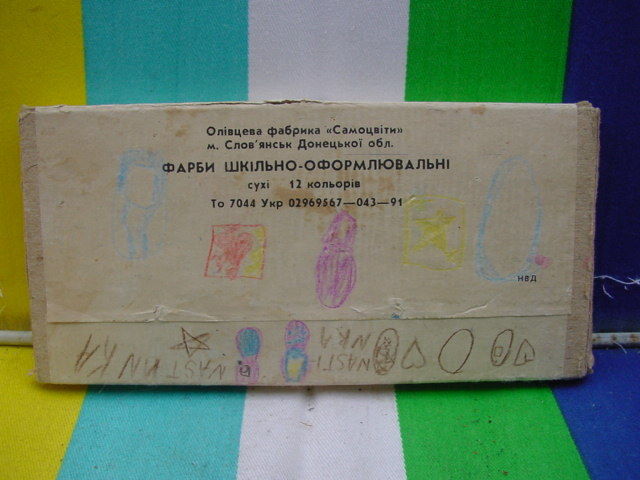 Олівцева фабрика «Самоцвіти»
м. Слов'янськ Донецької обл.
ФАРБИ ШКІЛЬНО-ОФОРМЛЮВАЛЬНІ
сухі 12 кольорів
То 7044 Укр 02969567—043—91
НВД
NASTI
NKA
NASTINKA